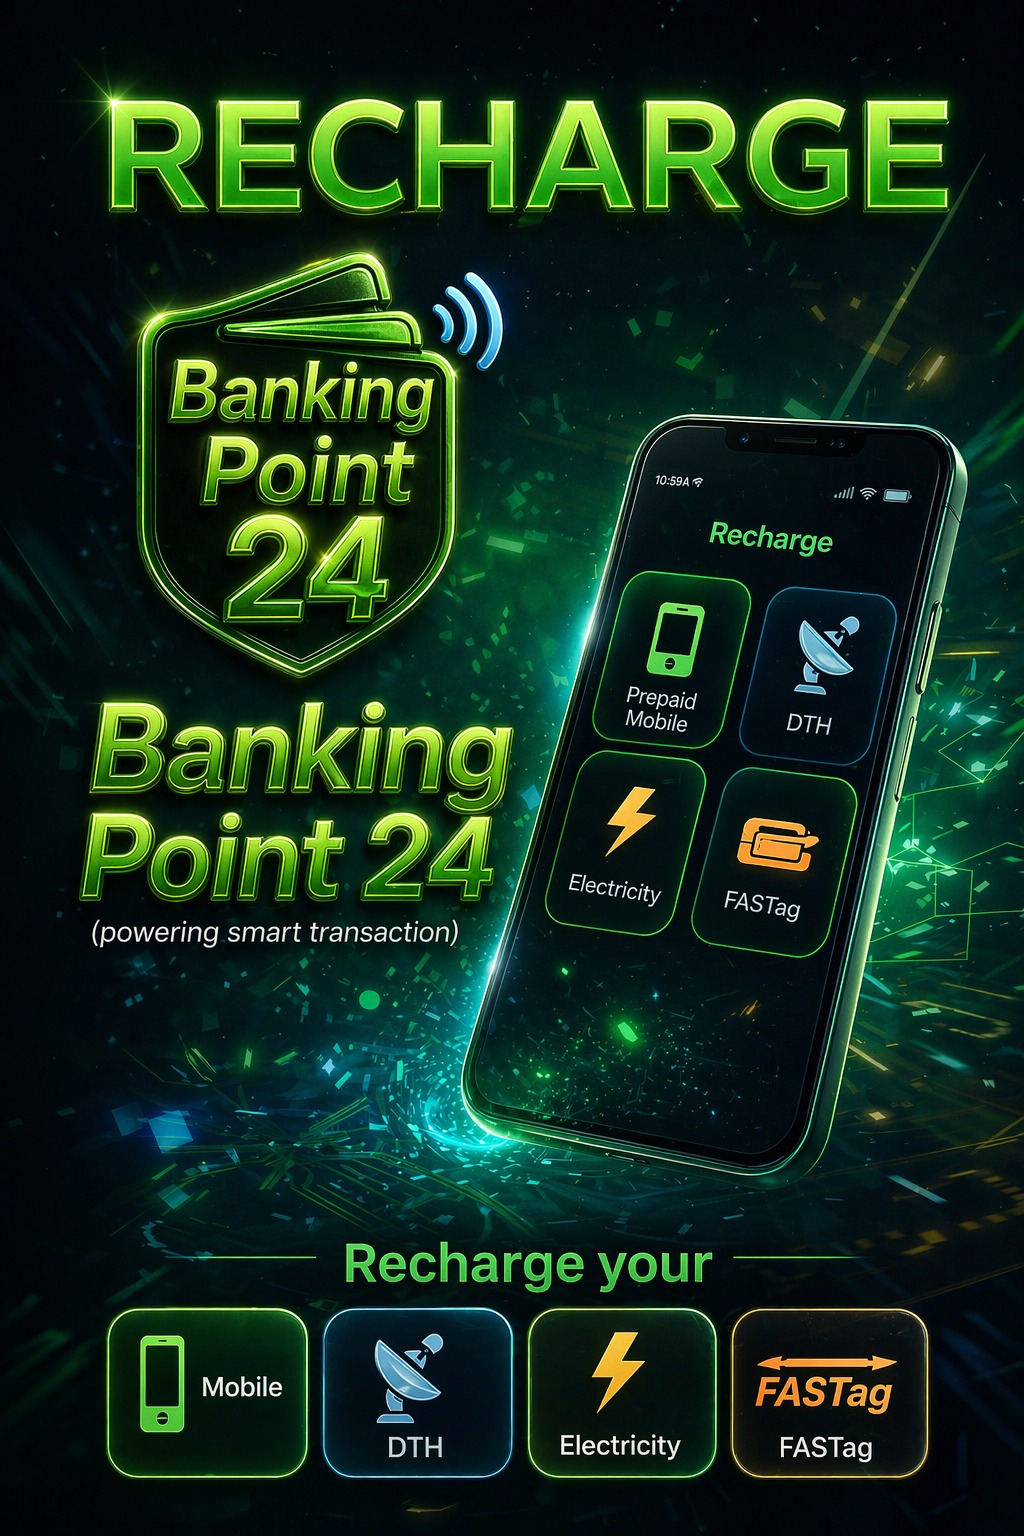 RECHARGE
Banking
Point
24
Banking
Point 24
(powering smart transaction)
10:59A
Recharge
Prepaid
Mobile
DTH
Electricity
FASTag
Recharge your
Mobile
DTH
Electricity
FASTag
FASTag